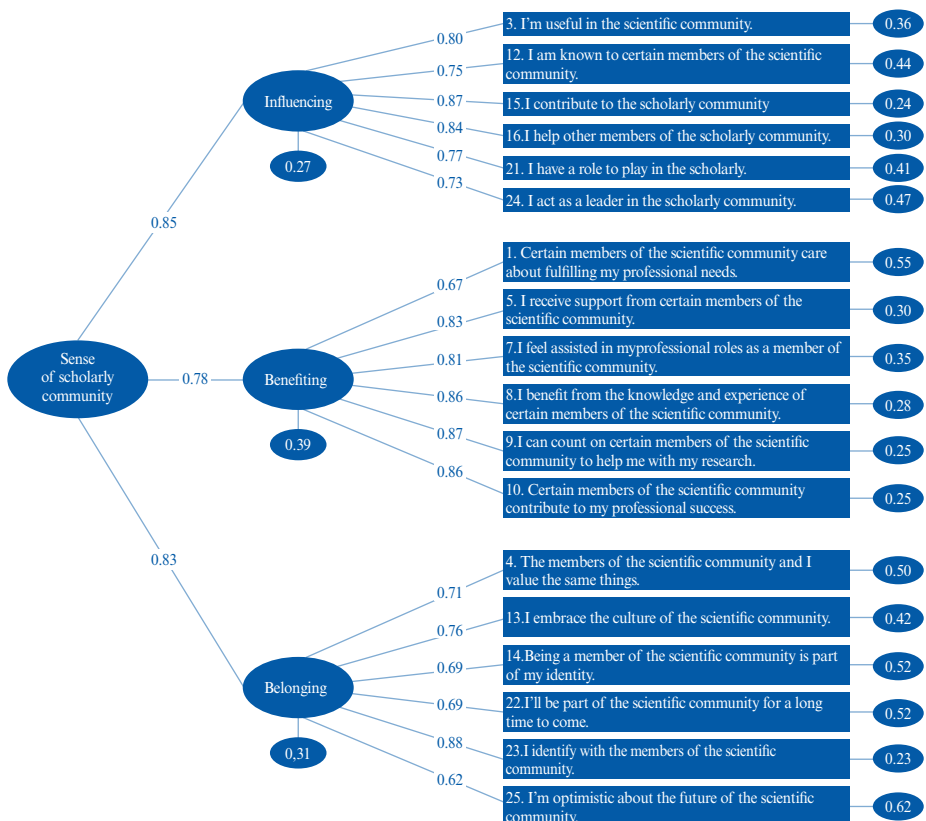 0.80
3. I'm useful in the scientific community.
0.36
0.75
12. I am known to certain members of the scientific
community.
0.44
Influencing
0.87
15.I contribute to the scholarly community
0.24
0.84
16.I help other members of the scholarly community.
0.30
0.27
0.77
21. I have a role to play in the scholarly.
0.41
0.73
24. I act as a leader in the scholarly community.
0.47
0.85
0.67
1. Certain members of the scientific community care
about fulfilling my professional needs.
0.55
0.83
5. I receive support from certain members of the
scientific community.
0.30
Sense
of scholarly
community
0.78
Benefiting
0.81
7.I feel assisted in myprofessional roles as a member of
the scientific community.
0.35
0.86
8.I benefit from the knowledge and experience of
certain members of the scientific community.
0.28
0.39
0.87
9.I can count on certain members of the scientific
community to help me with my research.
0.25
0.86
10. Certain members of the scientific community
contribute to my professional success.
0.25
0.83
0.71
4. The members of the scientific community and I
value the same things.
0.50
0.76
13.I embrace the culture of the scientific community.
0.42
Belonging
0.69
14.Being a member of the scientific community is part
of my identity.
0.52
0.69
22.I'll be part of the scientific community for a long
time to come.
0.52
0,31
0.88
23.I identify with the members of the scientific
community.
0.23
0.62
25. I'm optimistic about the future of the scientific
community.
0.62